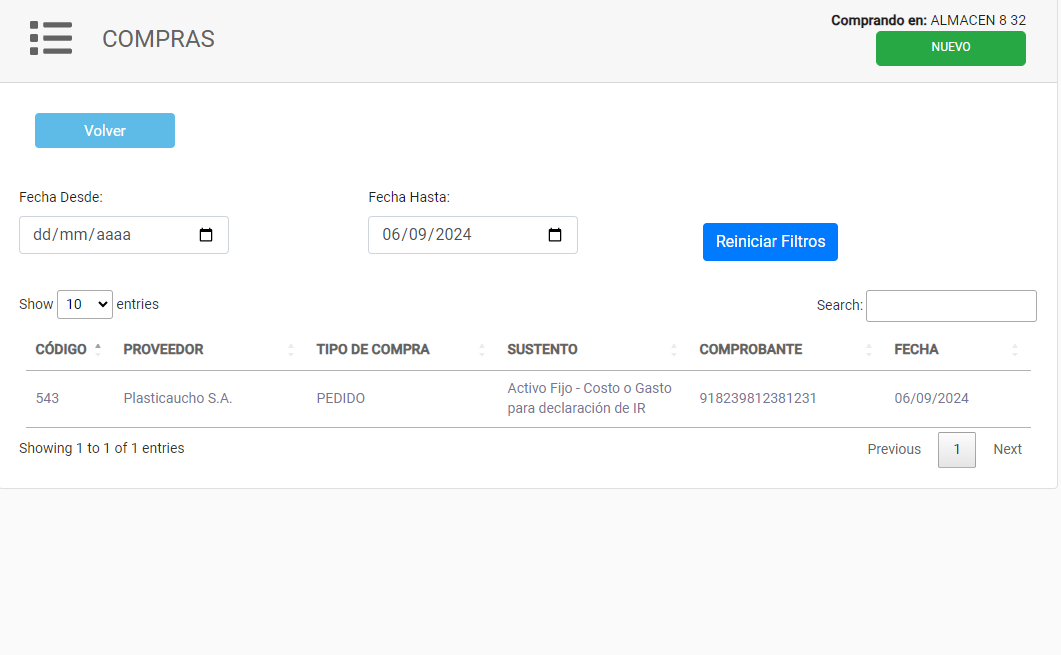 COMPRAS
Comprando en: ALMACEN 8 32
NUEVO
Volver
Fecha Desde:
Fecha Hasta:
dd/mm/aaaa
06/09/2024
Reiniciar Filtros
Show 10 entries
Search:
CÓDIGO PROVEEDOR TIPO DE COMPRA SUSTENTO COMPROBANTE FECHA
543 Plasticaucho S.A. PEDIDO Activo Fijo - Costo o Gasto
para declaración de IR 918239812381231 06/09/2024
Showing 1 to 1 of 1 entries
Previous 1 Next